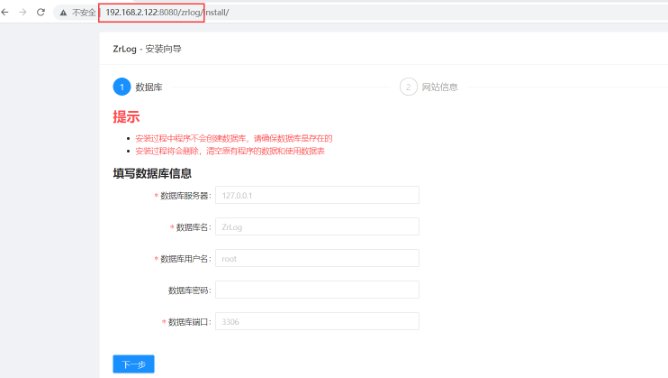 不安全 | 192.168.2.122:8080/zrlog/install/
ZrLog - 安装向导
1 数据库
2 网站信息
提示
• 安装过程中程序不会创建数据库，请确保数据库是存在的
• 安装过程将会删除，清空原有程序的数据和使用数据表
填写数据库信息
* 数据库服务器: 127.0.0.1
* 数据库名: ZrLog
* 数据库用户名: root
数据库密码:
* 数据库端口: 3306
下一步